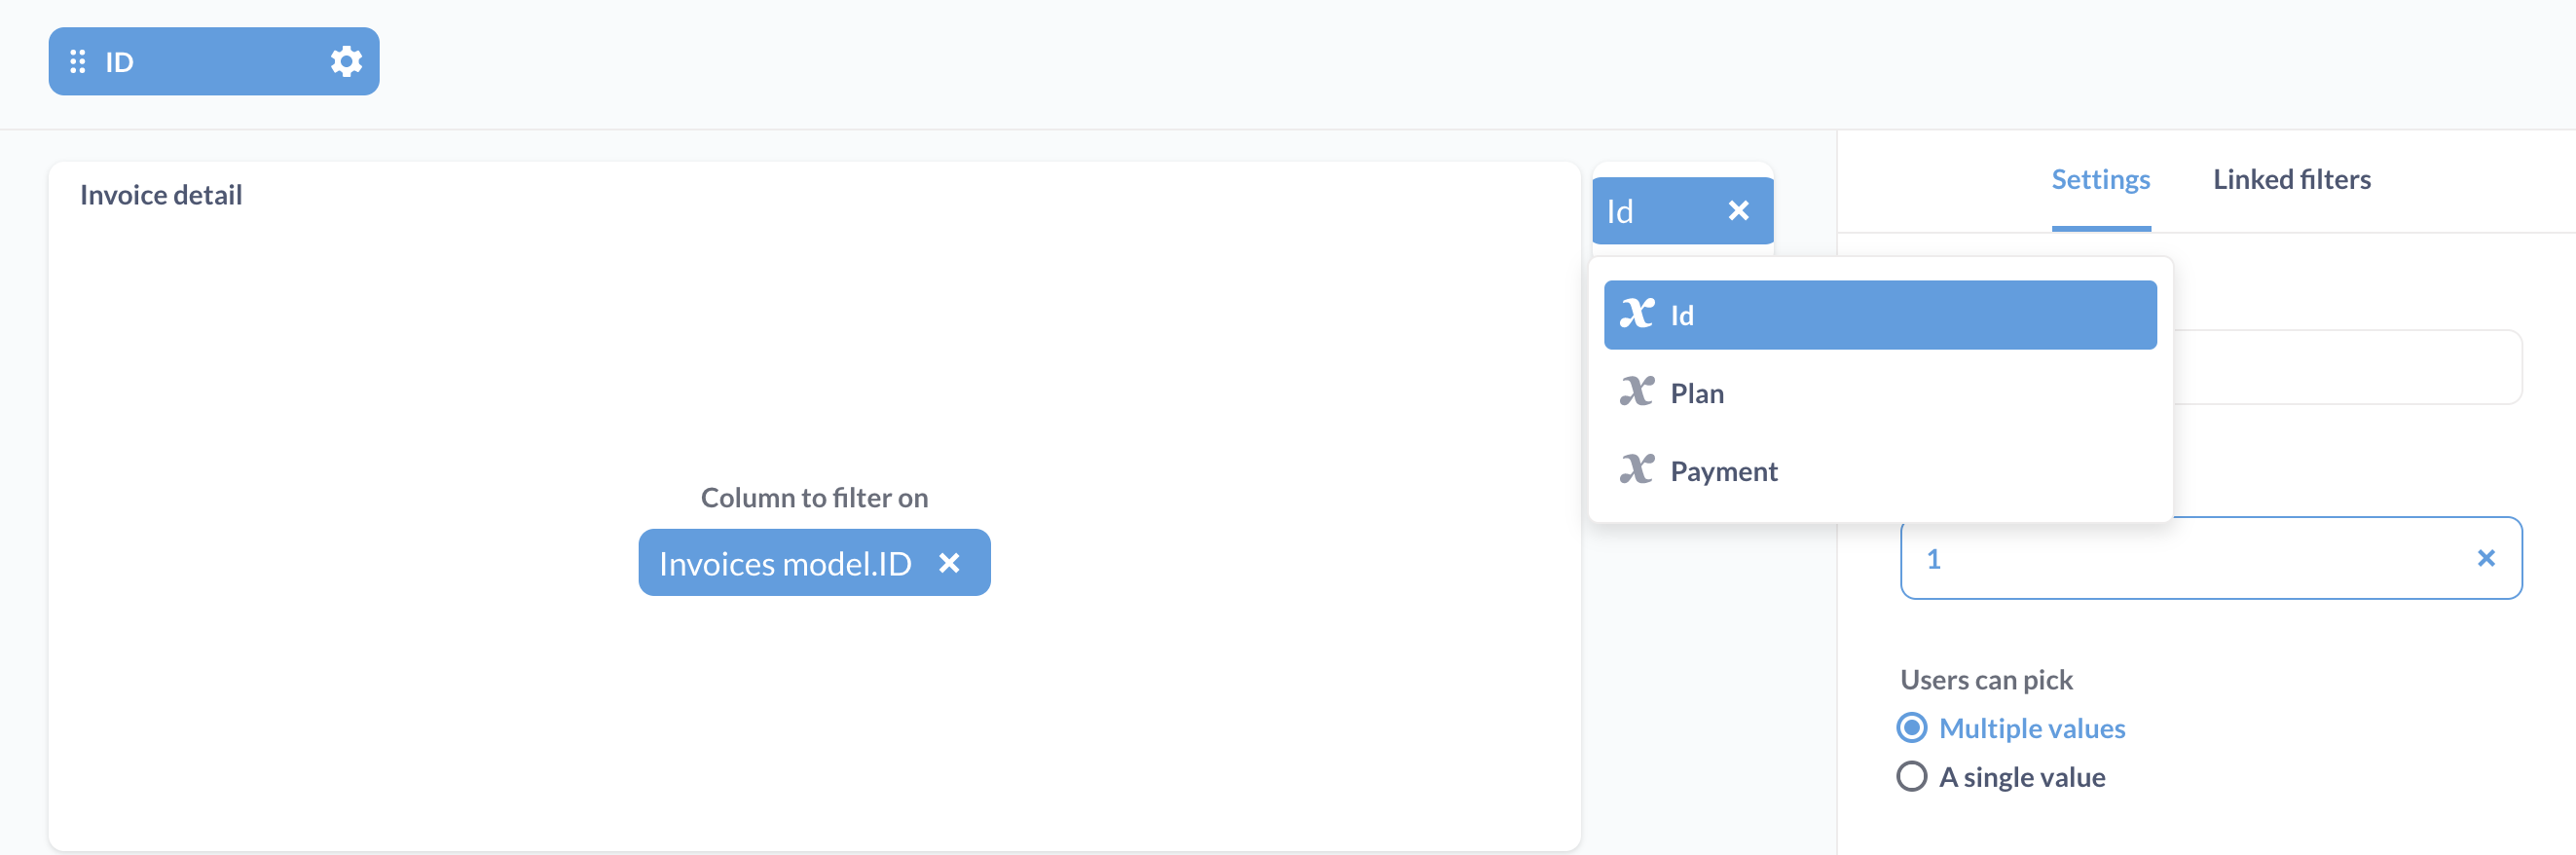 ID
Invoice detail
Column to filter on
Invoices model.ID
Id
Id
Plan
Payment
Settings
Linked filters
1
Users can pick
Multiple values
A single value